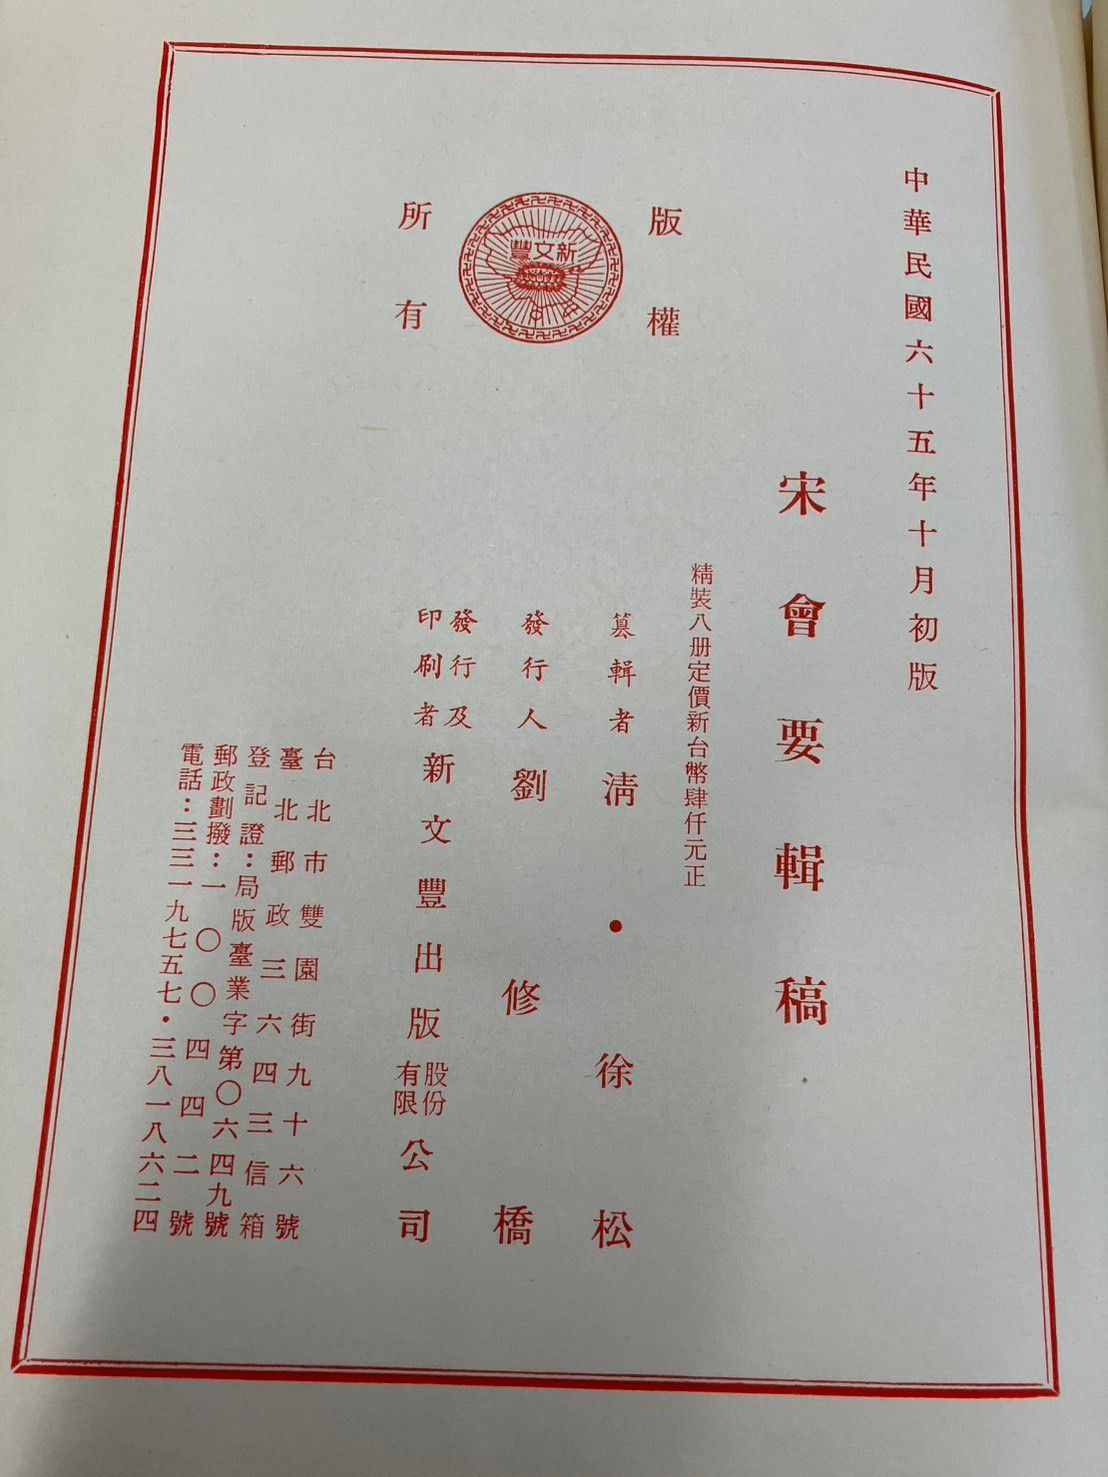 中華民國六十五年十月初版
宋會要輯稿
精裝八册定價新台幣肆仟元正
版權
所有
新文豐
篡輯者 清・徐松
發行人 劉修橋
發行及印刷者 新文豐出版股份有限公司
台北市雙園街九十六號
臺北郵政三六四三信箱
登記證：局版臺業字第〇六四九號
郵政劃撥：一〇〇四四二號
電話：三三一九七五七・三八一八六二四